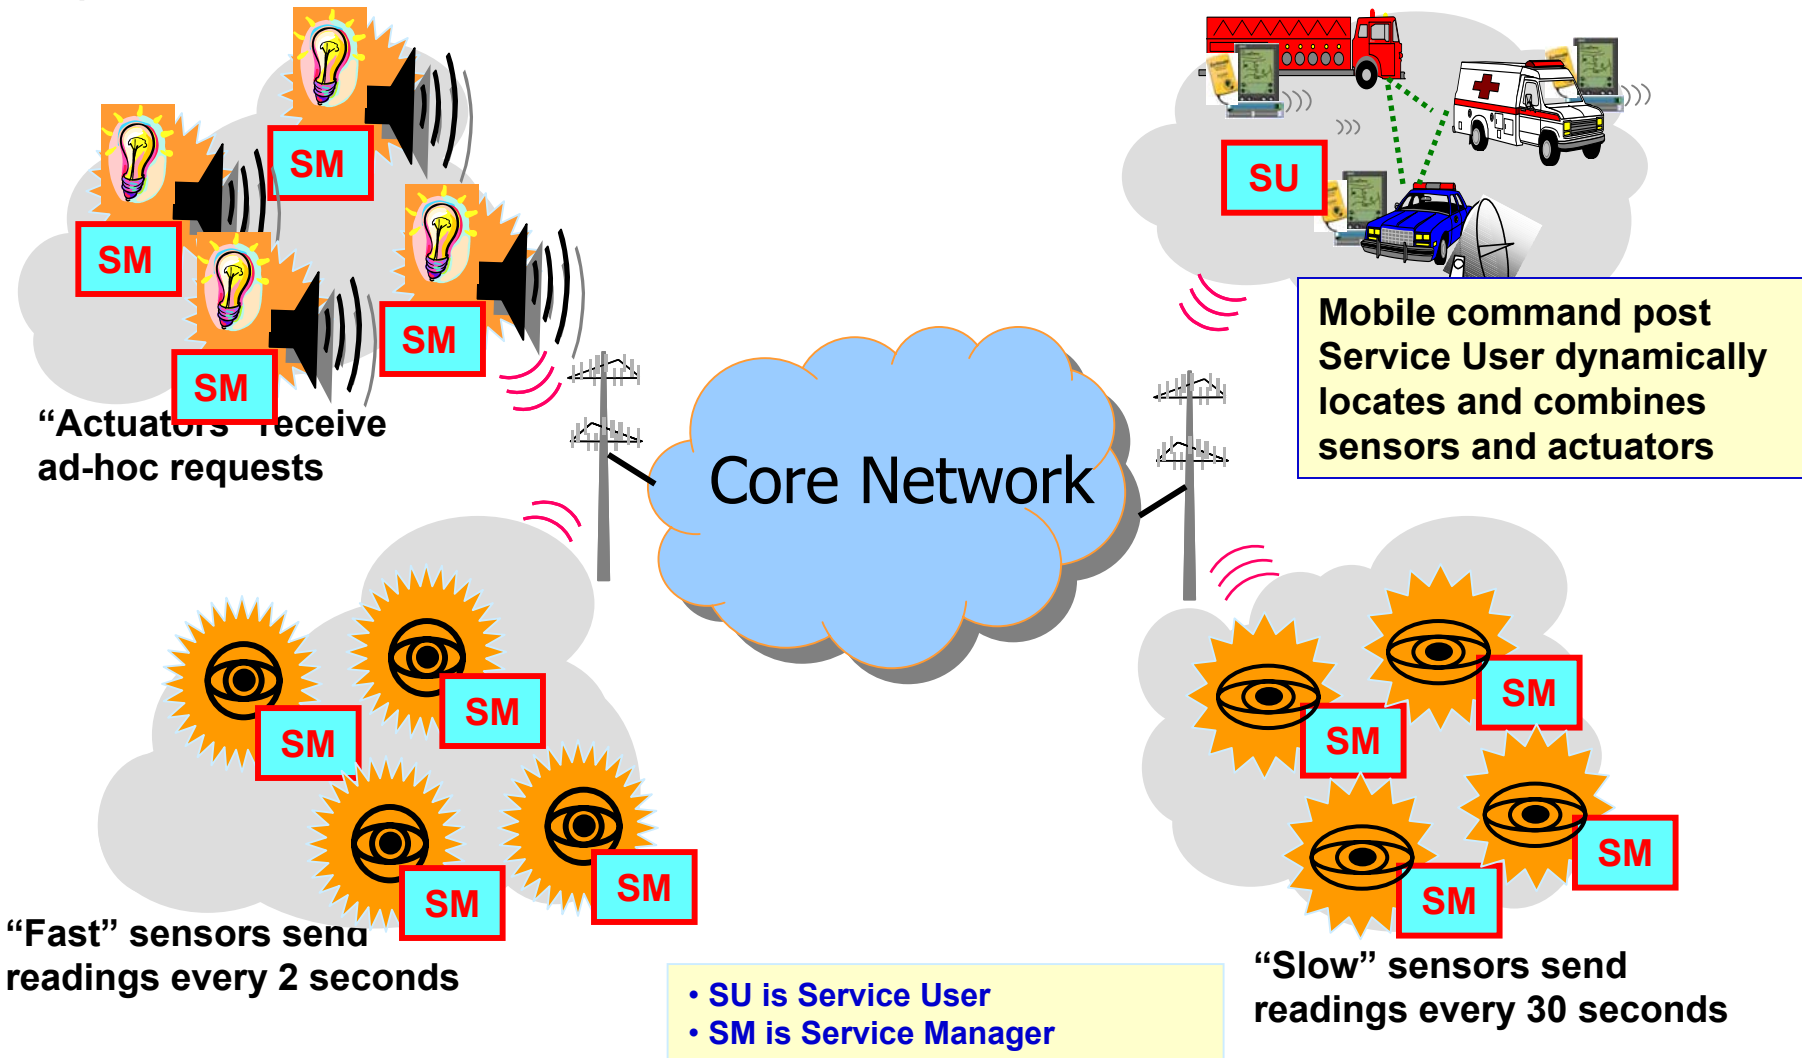 SM
SM
SM
SM
“Actuators” receive
ad-hoc requests
SU
Mobile command post
Service User dynamically
locates and combines
sensors and actuators
Core Network
SM
SM
SM
SM
“Fast” sensors send
readings every 2 seconds
SM
SM
SM
SM
“Slow” sensors send
readings every 30 seconds
• SU is Service User
• SM is Service Manager